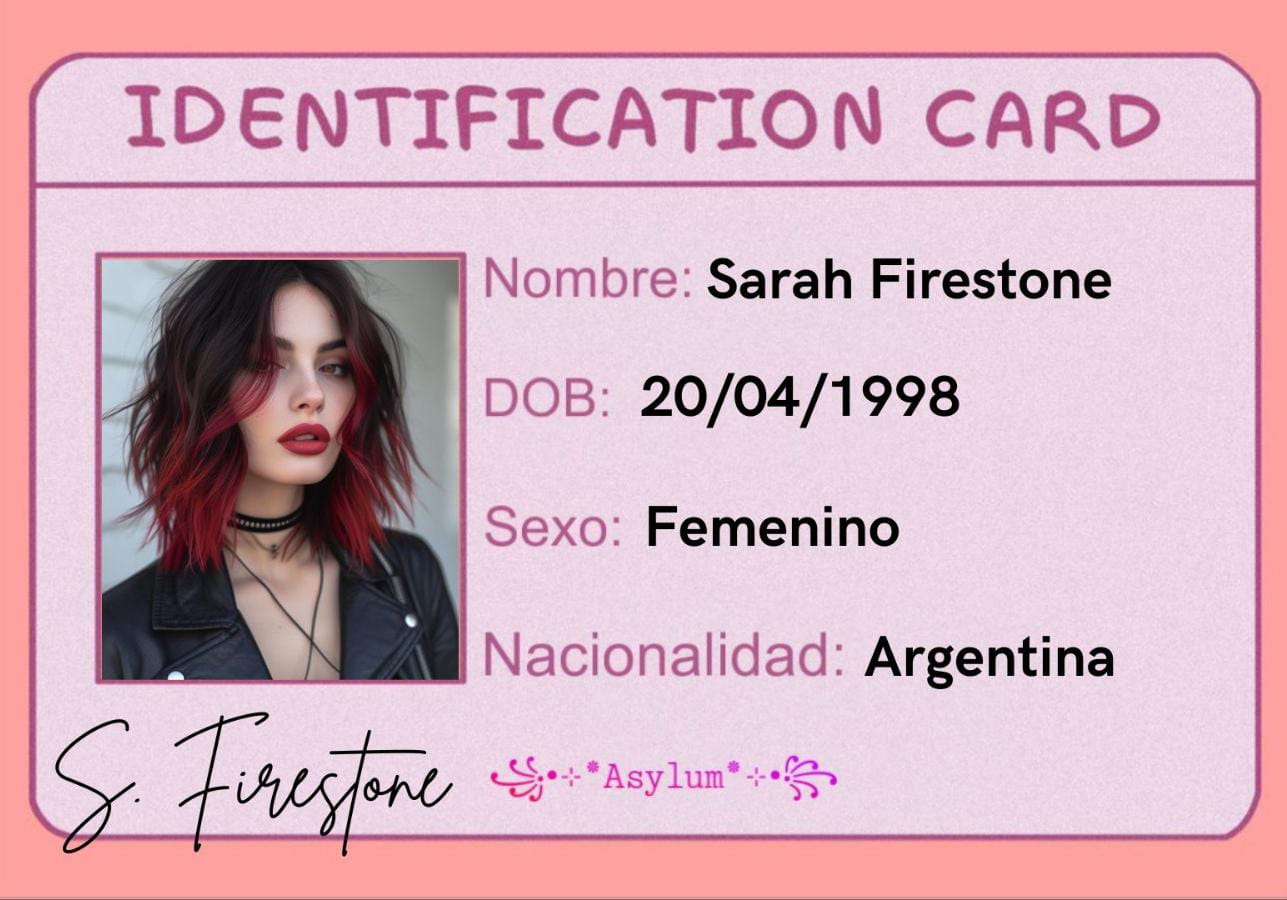 IDENTIFICATION CARD
Nombre: Sarah Firestone
DOB: 20/04/1998
Sexo: Femenino
Nacionalidad: Argentina
S. Firestone
꧁•⊹*Asylum*⊹•꧂